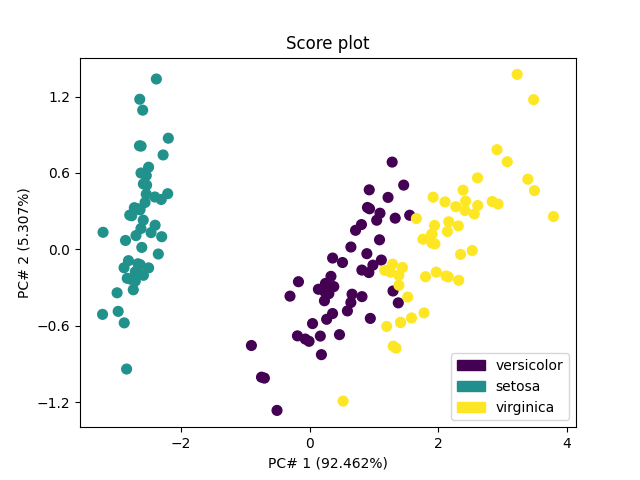 Score plot
PC# 2 (5.307%)
1.2
0.6
0.0
−0.6
−1.2
−2
0
2
4
PC# 1 (92.462%)
versicolor
setosa
virginica